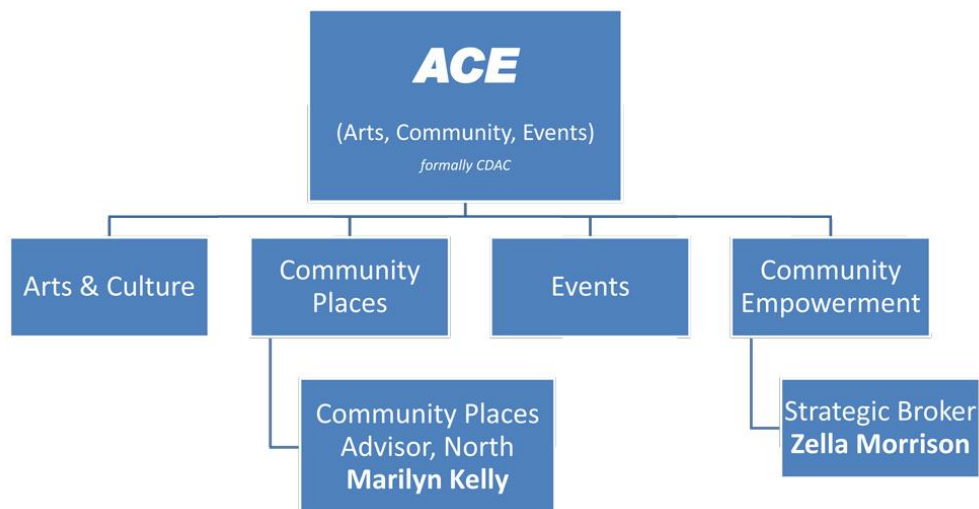 ACE
(Arts, Community, Events)
formally CDAC
Arts & Culture
Community
Places
Events
Community
Empowerment
Community Places
Advisor, North
Marilyn Kelly
Strategic Broker
Zella Morrison